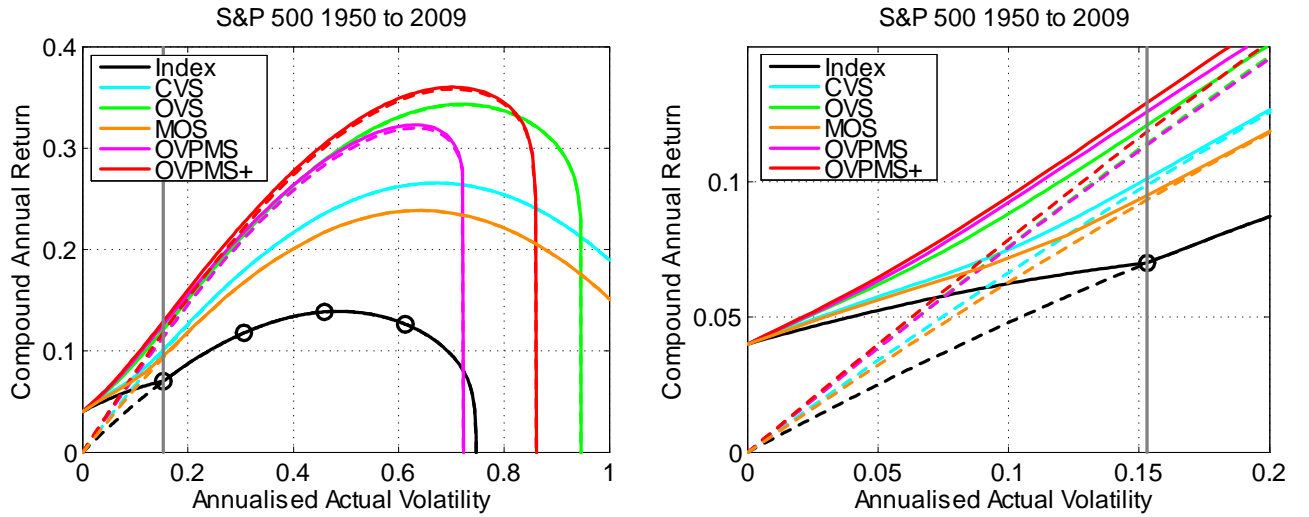 S&P 500 1950 to 2009
0.4
0.3
0.2
0.1
0
Compound Annual Return
Index
CVS
OVS
MOS
OVPMS
OVPMS+
0 0.2 0.4 0.6 0.8 1
Annualised Actual Volatility
S&P 500 1950 to 2009
0.1
0.05
0
Compound Annual Return
Index
CVS
OVS
MOS
OVPMS
OVPMS+
0 0.05 0.1 0.15 0.2
Annualised Actual Volatility